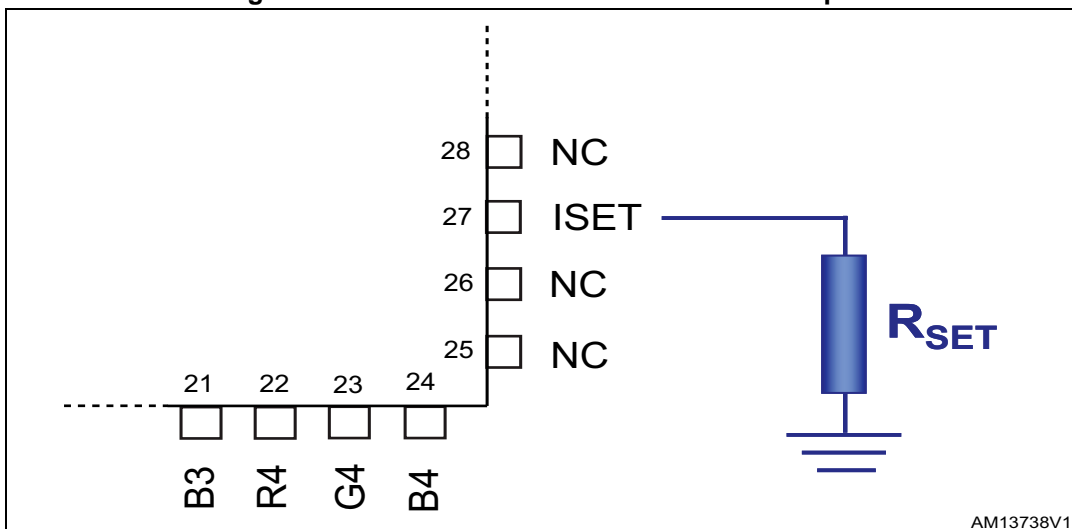 28 NC
27 ISET
26 NC
25 NC
RSET
21 22 23 24
B3 R4 G4 B4
AM13738V1